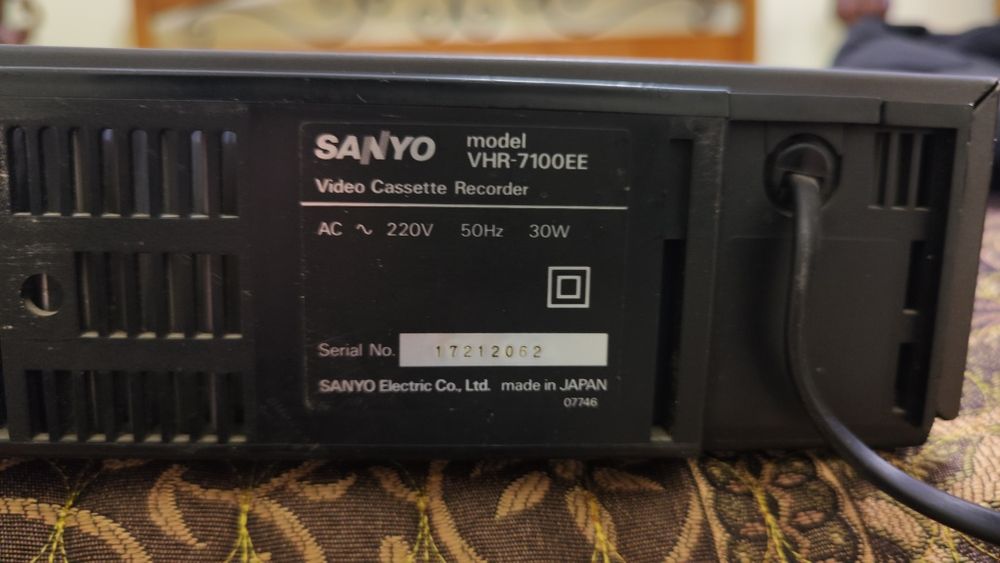 SANYO model
VHR-7100EE
Video Cassette Recorder
AC ∿ 220V 50Hz 30W
Serial No. 17212062
SANYO Electric Co., Ltd. made in JAPAN
07746